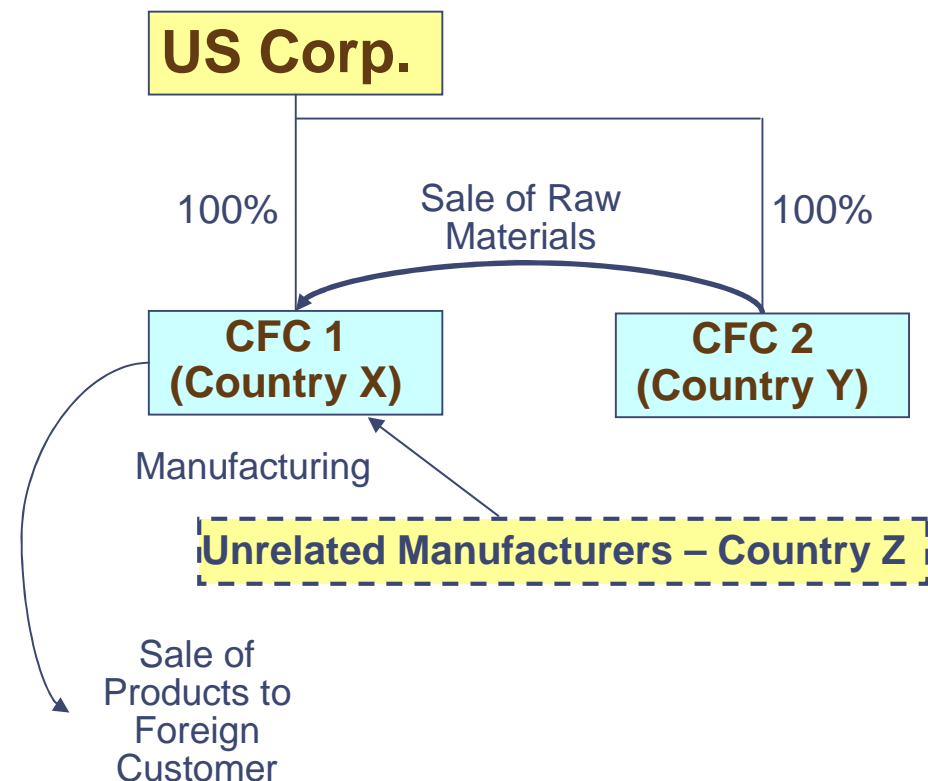 US Corp.
100%
Sale of Raw
Materials
100%
CFC 1
(Country X)
CFC 2
(Country Y)
Manufacturing
Unrelated Manufacturers – Country Z
Sale of
Products to
Foreign
Customer